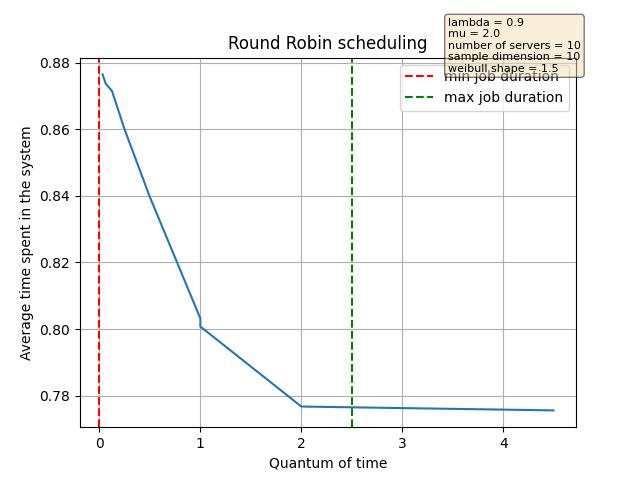 lambda = 0.9
mu = 2.0
number of servers = 10
sample dimension = 10
weibull shape = 1.5
Round Robin scheduling
min job duration
max job duration
0.88
0.86
0.84
0.82
0.80
0.78
Average time spent in the system
0 1 2 3 4
Quantum of time